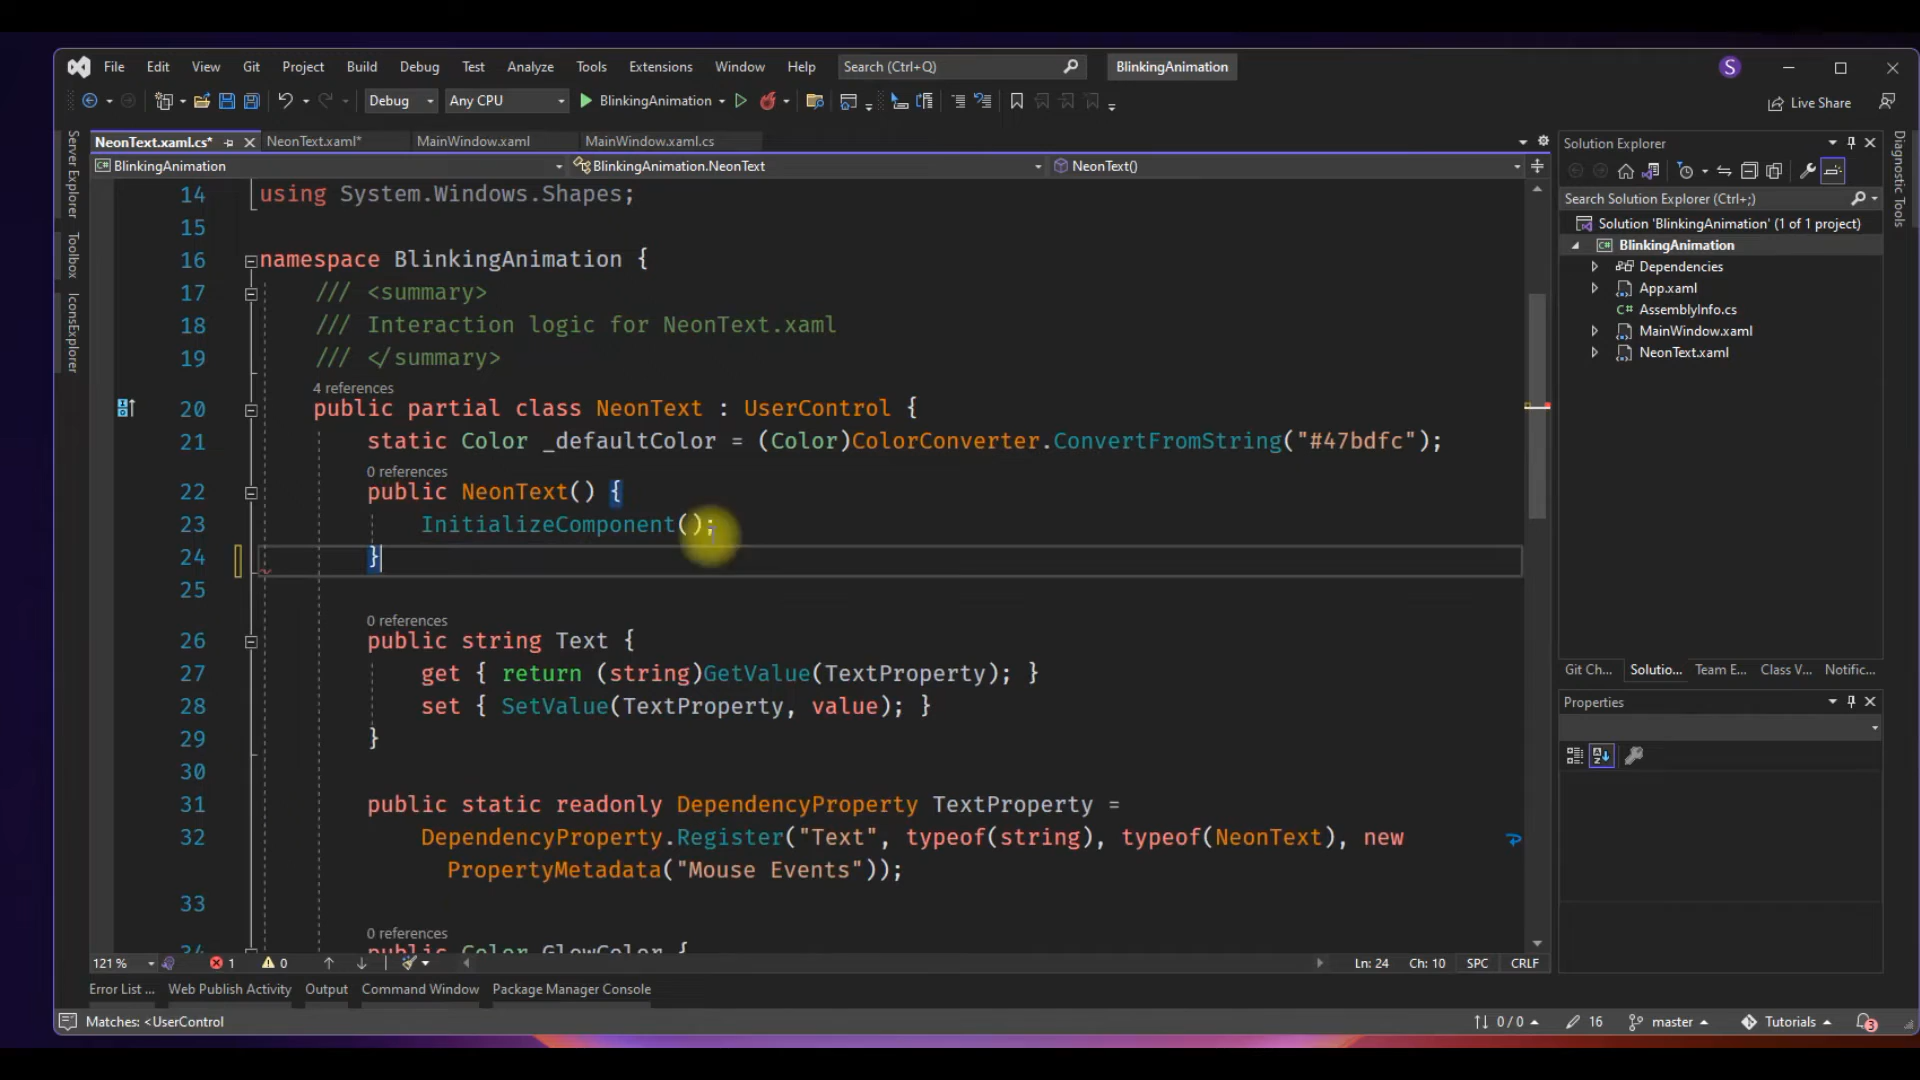 File Edit View Git Project Build Debug Test Analyze Tools Extensions Window Help Search (Ctrl+Q) BlinkingAnimation S
Debug Any CPU BlinkingAnimation Live Share
NeonText.xaml.cs* NeonText.xaml* MainWindow.xaml MainWindow.xaml.cs
BlinkingAnimation BlinkingAnimation.NeonText NeonText()
Server Explorer
Toolbox
IconsExplorer
14 using System.Windows.Shapes;
15
16 namespace BlinkingAnimation {
17 /// <summary>
18 /// Interaction logic for NeonText.xaml
19 /// </summary>
4 references
20 public partial class NeonText : UserControl {
21 static Color _defaultColor = (Color)ColorConverter.ConvertFromString("#47bdfc");
0 references
22 public NeonText() {
23 InitializeComponent();
24 }
25
0 references
26 public string Text {
27 get { return (string)GetValue(TextProperty); }
28 set { SetValue(TextProperty, value); }
29 }
30
31 public static readonly DependencyProperty TextProperty =
32 DependencyProperty.Register("Text", typeof(string), typeof(NeonText), new
PropertyMetadata("Mouse Events"));
33
0 references
34 public Color GlowColor {
121 % 1 0 Ln: 24 Ch: 10 SPC CRLF
Error List ... Web Publish Activity Output Command Window Package Manager Console
Matches: <UserControl 0 / 0 16 master Tutorials 3
Solution Explorer
Search Solution Explorer (Ctrl+;)
Solution 'BlinkingAnimation' (1 of 1 project)
BlinkingAnimation
Dependencies
App.xaml
C# AssemblyInfo.cs
MainWindow.xaml
NeonText.xaml
Git Ch... Solutio... Team E... Class V... Notific...
Properties
Diagnostic Tools